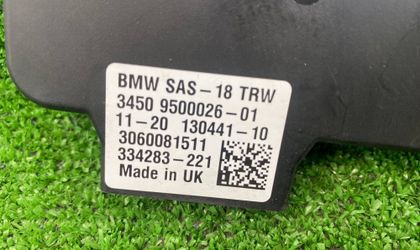 BMW SAS-18 TRW
3450 9500026-01
11-20 130441-10
3060081511
334283-221
Made in UK